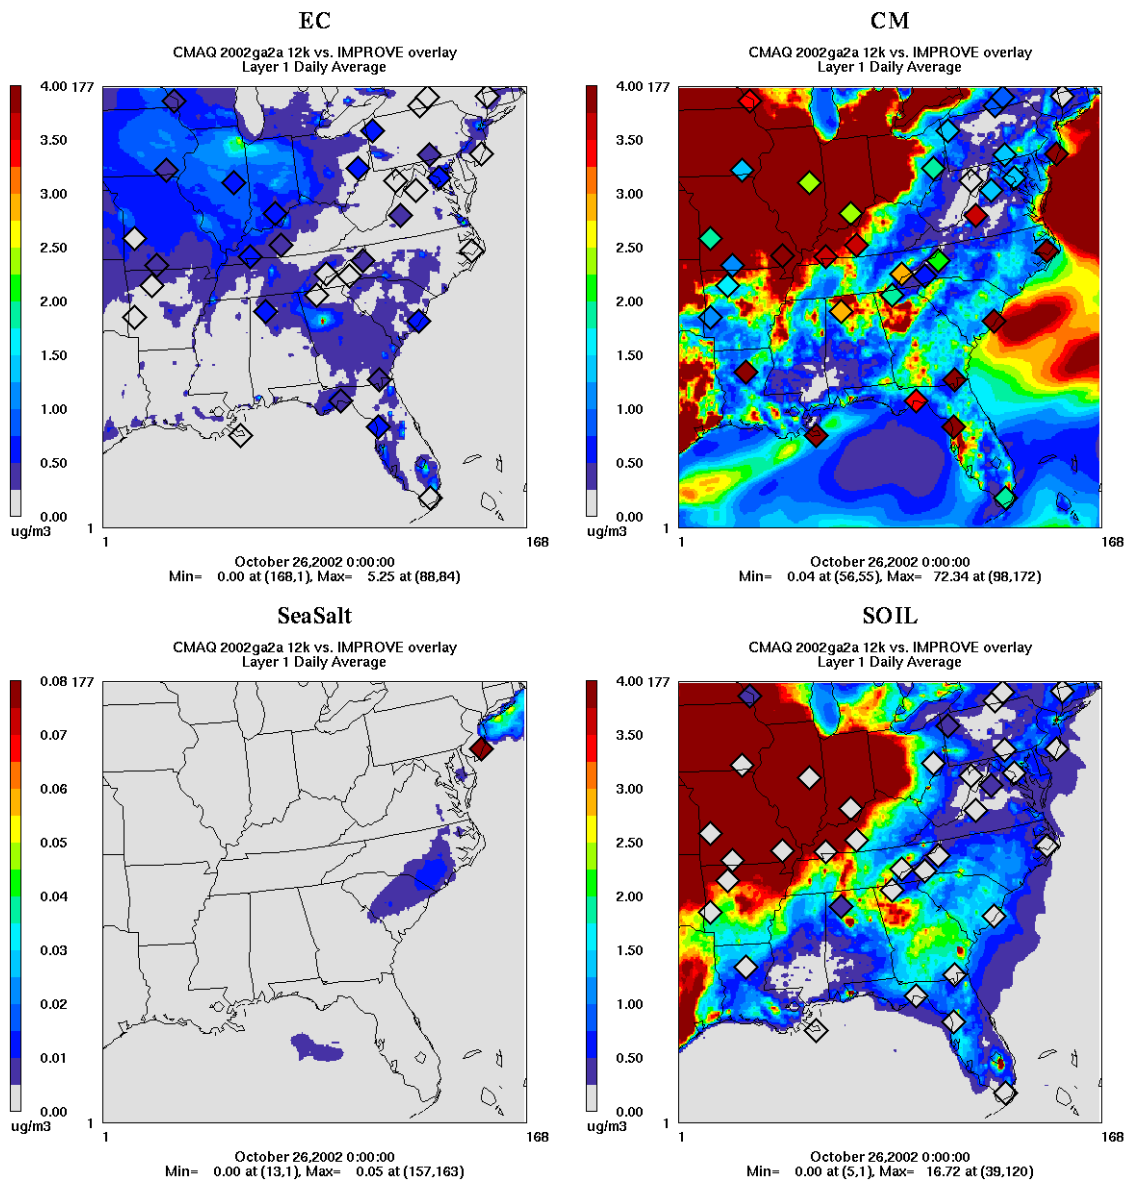 EC
CMAQ 2002ga2a 12k vs. IMPROVE overlay
Layer 1 Daily Average
4.00 177
3.50
3.00
2.50
2.00
1.50
1.00
0.50
0.00
ug/m3
1
1 168
October 26,2002 0:00:00
Min= 0.00 at (168,1), Max= 5.25 at (88,84)
CM
CMAQ 2002ga2a 12k vs. IMPROVE overlay
Layer 1 Daily Average
4.00 177
3.50
3.00
2.50
2.00
1.50
1.00
0.50
0.00
ug/m3
1
1 168
October 26,2002 0:00:00
Min= 0.04 at (56,55), Max= 72.34 at (98,172)
SeaSalt
CMAQ 2002ga2a 12k vs. IMPROVE overlay
Layer 1 Daily Average
0.08 177
0.07
0.06
0.05
0.04
0.03
0.02
0.01
0.00
ug/m3
1
1 168
October 26,2002 0:00:00
Min= 0.00 at (13,1), Max= 0.05 at (157,163)
SOIL
CMAQ 2002ga2a 12k vs. IMPROVE overlay
Layer 1 Daily Average
4.00 177
3.50
3.00
2.50
2.00
1.50
1.00
0.50
0.00
ug/m3
1
1 168
October 26,2002 0:00:00
Min= 0.00 at (5,1), Max= 16.72 at (39,120)